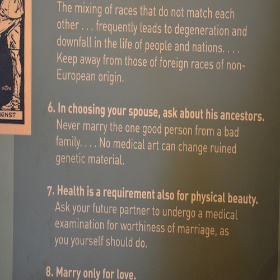 The mixing of races that do not match each
other . . . frequently leads to degeneration and
downfall in the life of people and nations. . . .
Keep away from those of foreign races of non-
European origin.
6. In choosing your spouse, ask about his ancestors.
Never marry the one good person from a bad
family. . . . No medical art can change ruined
genetic material.
7. Health is a requirement also for physical beauty.
Ask your future partner to undergo a medical
examination for worthiness of marriage, as
you yourself should do.
8. Marry only for love.